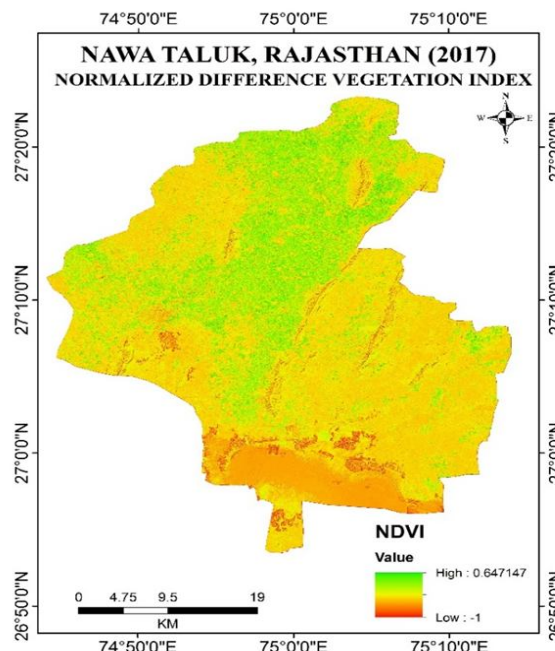 74°50'0"E 75°0'0"E 75°10'0"E
NAWA TALUK, RAJASTHAN (2017)
NORMALIZED DIFFERENCE VEGETATION INDEX
N
W E
S
27°20'0"N 27°20'0"N
27°10'0"N 27°10'0"N
27°0'0"N 27°0'0"N
NDVI
Value
High : 0.647147
Low : -1
0 4.75 9.5 19
KM
26°50'0"N 26°50'0"N
74°50'0"E 75°0'0"E 75°10'0"E